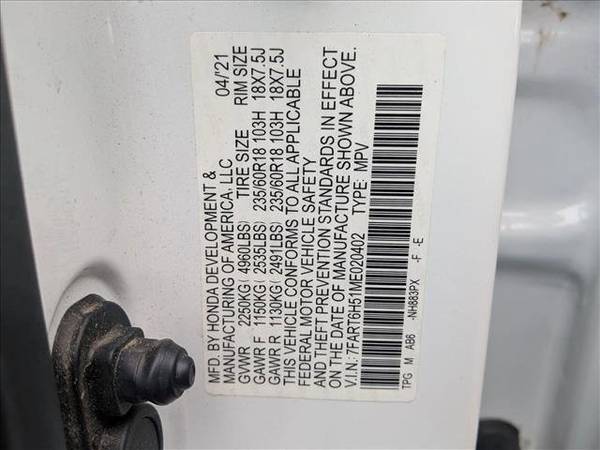 MFD. BY HONDA DEVELOPMENT & 04/'21
MANUFACTURING OF AMERICA, LLC
GVWR 2250KG( 4960LBS) TIRE SIZE RIM SIZE
GAWR F 1150KG( 2535LBS) 235/60R18 103H 18X7.5J
GAWR R 1130KG( 2491LBS) 235/60R18 103H 18X7.5J
THIS VEHICLE CONFORMS TO ALL APPLICABLE
FEDERAL MOTOR VEHICLE SAFETY
AND THEFT PREVENTION STANDARDS IN EFFECT
ON THE DATE OF MANUFACTURE SHOWN ABOVE.
V.I.N.: 7FART6H51ME020402 TYPE: MPV
TPG M AB6 -NH883PX -F -E